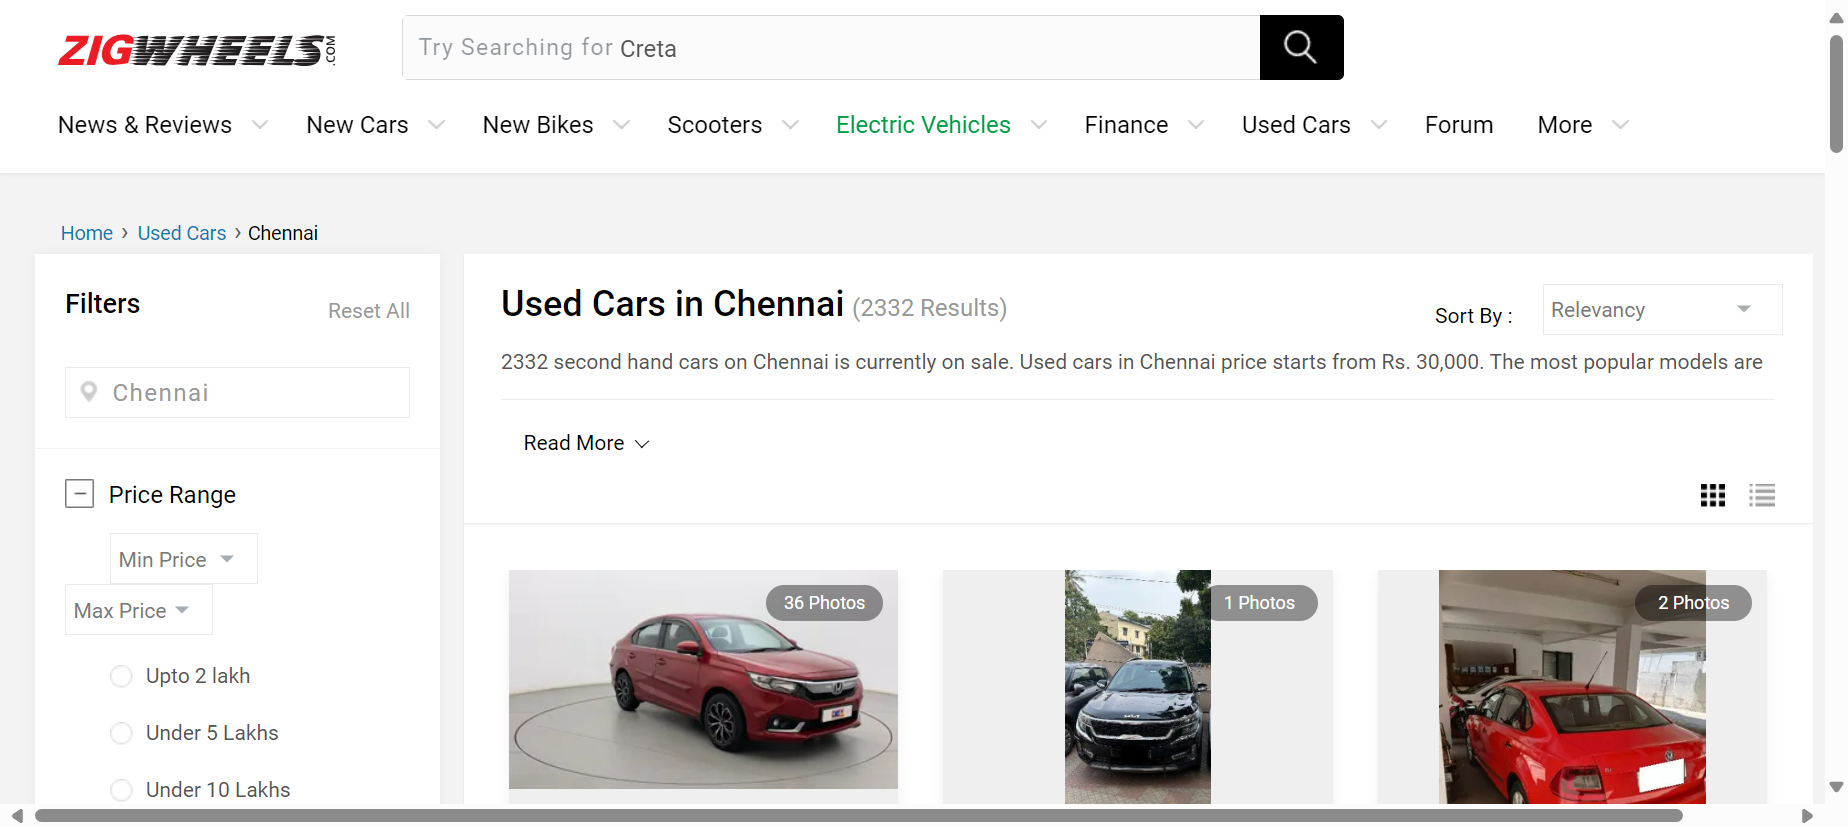 ZIGWHEELS.COM
Try Searching for Creta
News & Reviews New Cars New Bikes Scooters Electric Vehicles Finance Used Cars Forum More
Home › Used Cars › Chennai
Filters
Reset All
Chennai
Price Range
Min Price
Max Price
Upto 2 lakh
Under 5 Lakhs
Under 10 Lakhs
Used Cars in Chennai (2332 Results)
Sort By : Relevancy
2332 second hand cars on Chennai is currently on sale. Used cars in Chennai price starts from Rs. 30,000. The most popular models are
Read More
36 Photos
1 Photos
2 Photos